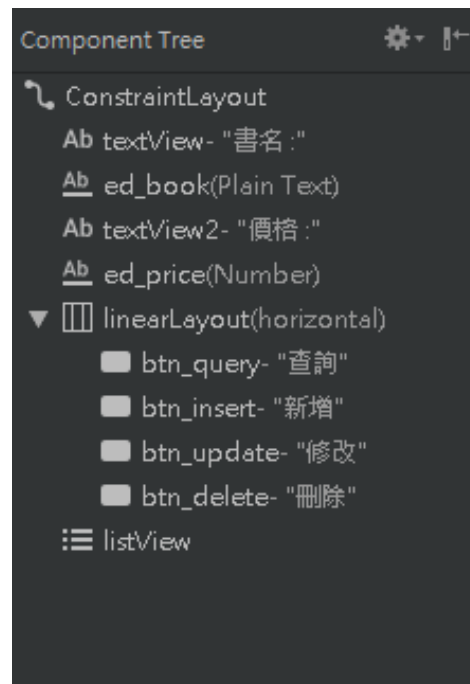 Component Tree
ConstraintLayout
Ab textView- "書名 :"
Ab ed_book(Plain Text)
Ab textView2- "價格 :"
Ab ed_price(Number)
linearLayout(horizontal)
btn_query- "查詢"
btn_insert- "新增"
btn_update- "修改"
btn_delete- "刪除"
listView